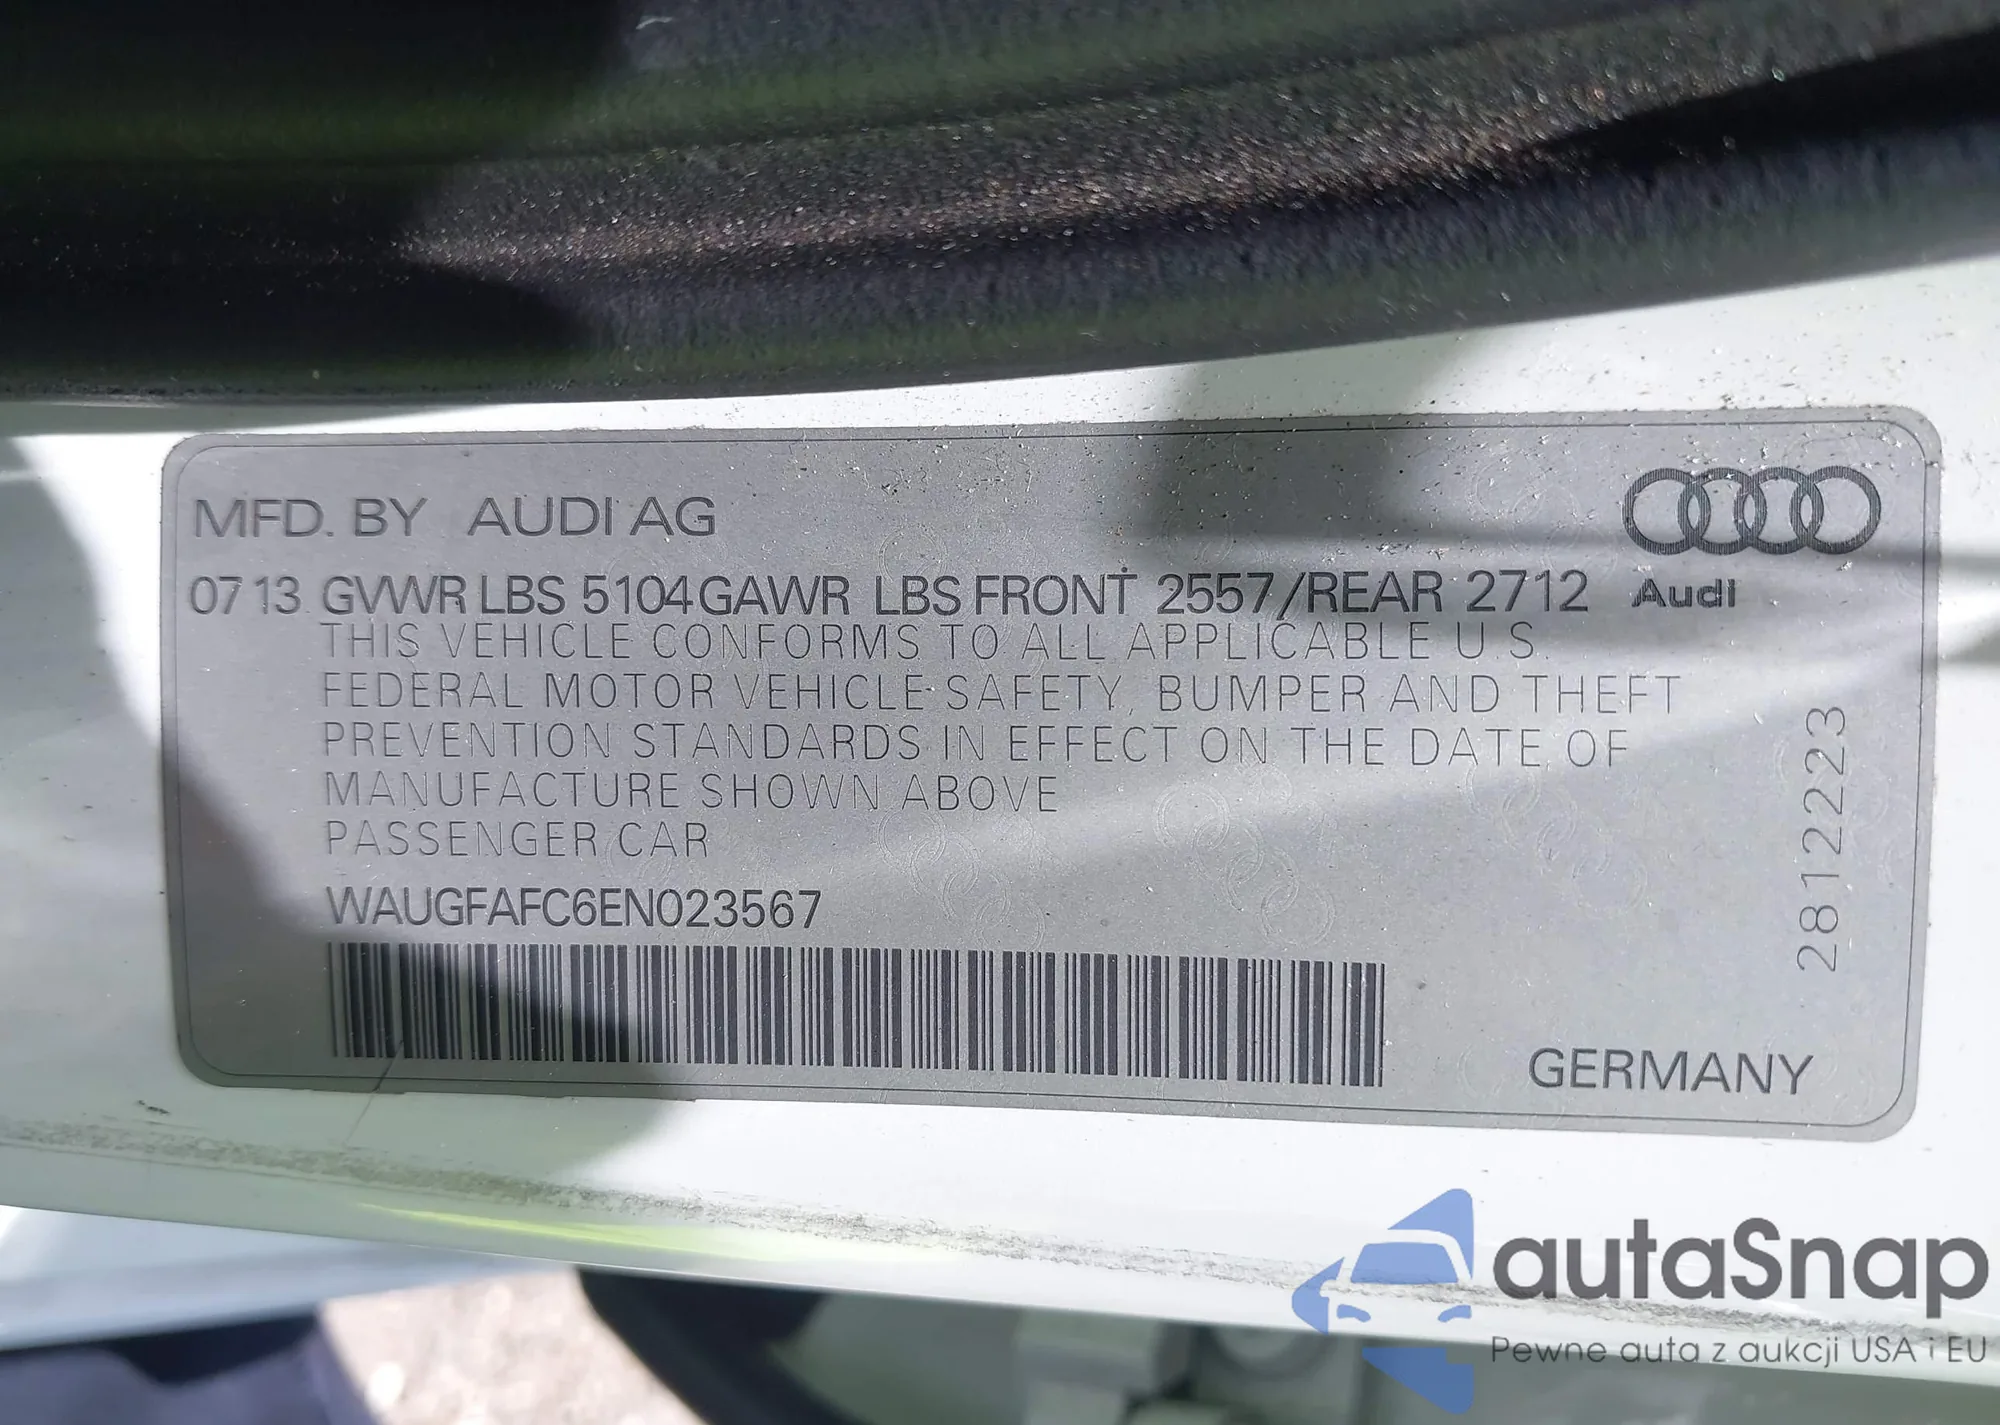 MFD. BY AUDI AG
07 13 GVWR LBS 5104 GAWR LBS FRONT 2557/REAR 2712
Audi
THIS VEHICLE CONFORMS TO ALL APPLICABLE U.S.
FEDERAL MOTOR VEHICLE SAFETY, BUMPER AND THEFT
PREVENTION STANDARDS IN EFFECT ON THE DATE OF
MANUFACTURE SHOWN ABOVE
PASSENGER CAR
WAUGFAFC6EN023567
2812223
GERMANY
autaSnap
Pewne auta z aukcji USA i EU